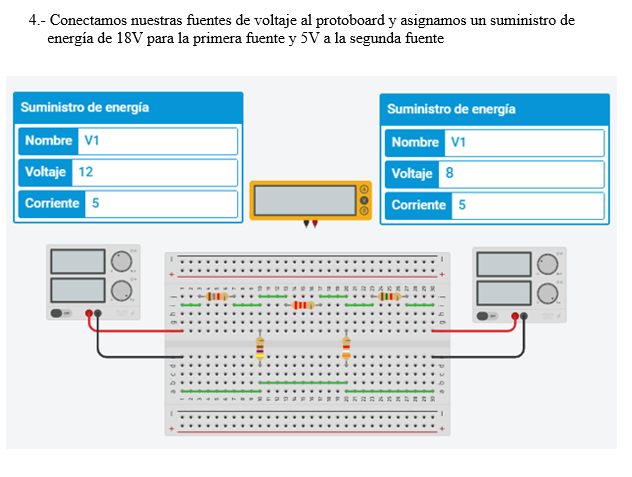 4.- Conectamos nuestras fuentes de voltaje al protoboard y asignamos un suministro de
energía de 18V para la primera fuente y 5V a la segunda fuente
Suministro de energía
Nombre V1
Voltaje 12
Corriente 5
Suministro de energía
Nombre V1
Voltaje 8
Corriente 5